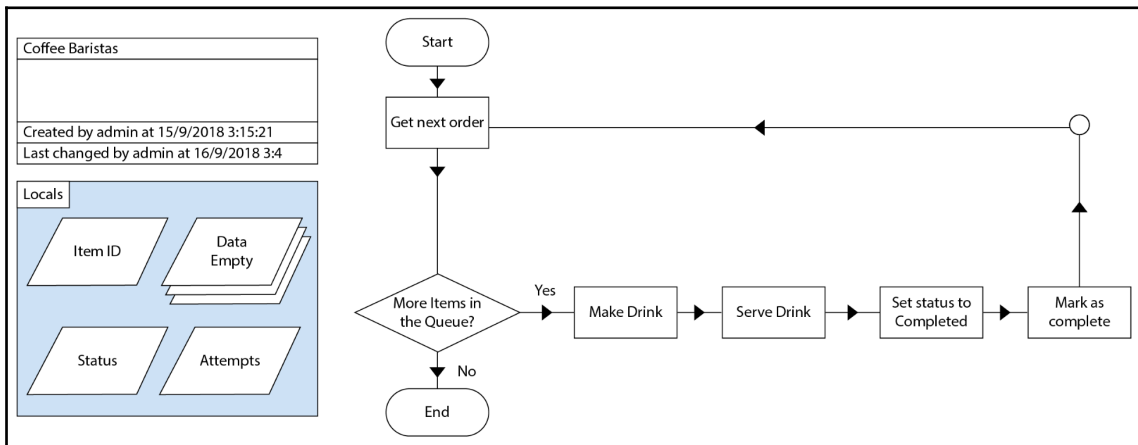 Coffee Baristas
Created by admin at 15/9/2018 3:15:21
Last changed by admin at 16/9/2018 3:4
Locals
Item ID
Data
Empty
Status
Attempts
Start
Get next order
More Items in
the Queue?
Yes
No
End
Make Drink
Serve Drink
Set status to
Completed
Mark as
complete